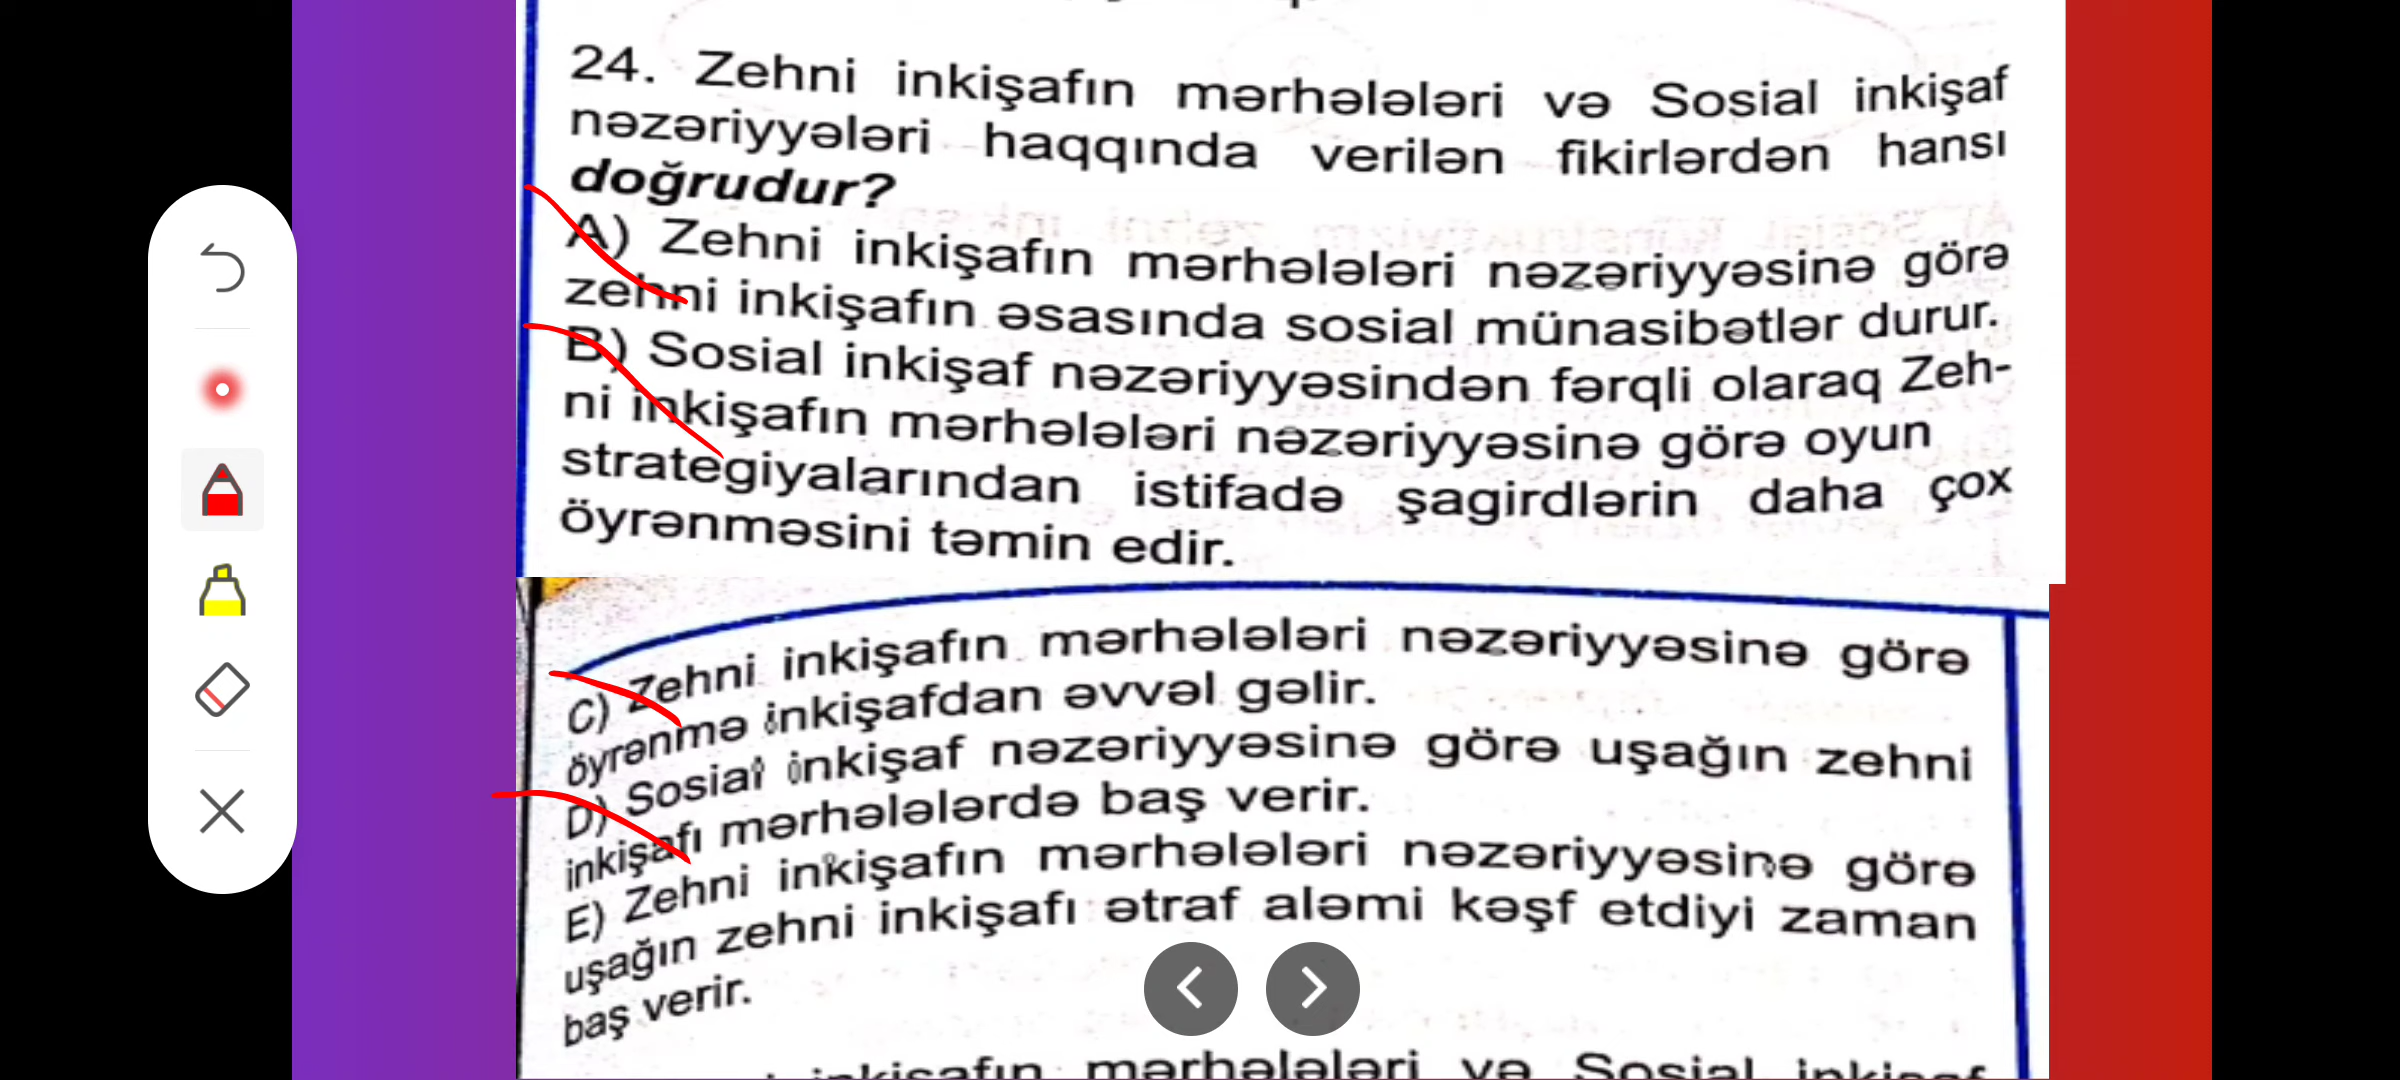 24. Zehni inkişafın mərhələləri və Sosial inkişaf
nəzəriyyələri haqqında verilən fikirlərdən hansı
doğrudur?
A) Zehni inkişafın mərhələləri nəzəriyyəsinə görə
zehni inkişafın əsasında sosial münasibətlər durur.
B) Sosial inkişaf nəzəriyyəsindən fərqli olaraq Zeh-
ni inkişafın mərhələləri nəzəriyyəsinə görə oyun
strategiyalarından istifadə şagirdlərin daha çox
öyrənməsini təmin edir.
C) Zehni inkişafın mərhələləri nəzəriyyəsinə görə
öyrənmə inkişafdan əvvəl gəlir.
D) Sosial inkişaf nəzəriyyəsinə görə uşağın zehni
inkişafı mərhələlərdə baş verir.
E) Zehni inkişafın mərhələləri nəzəriyyəsinə görə
uşağın zehni inkişafı ətraf aləmi kəşf etdiyi zaman
baş verir.
inkişafın mərhələləri və Sosial inkişaf